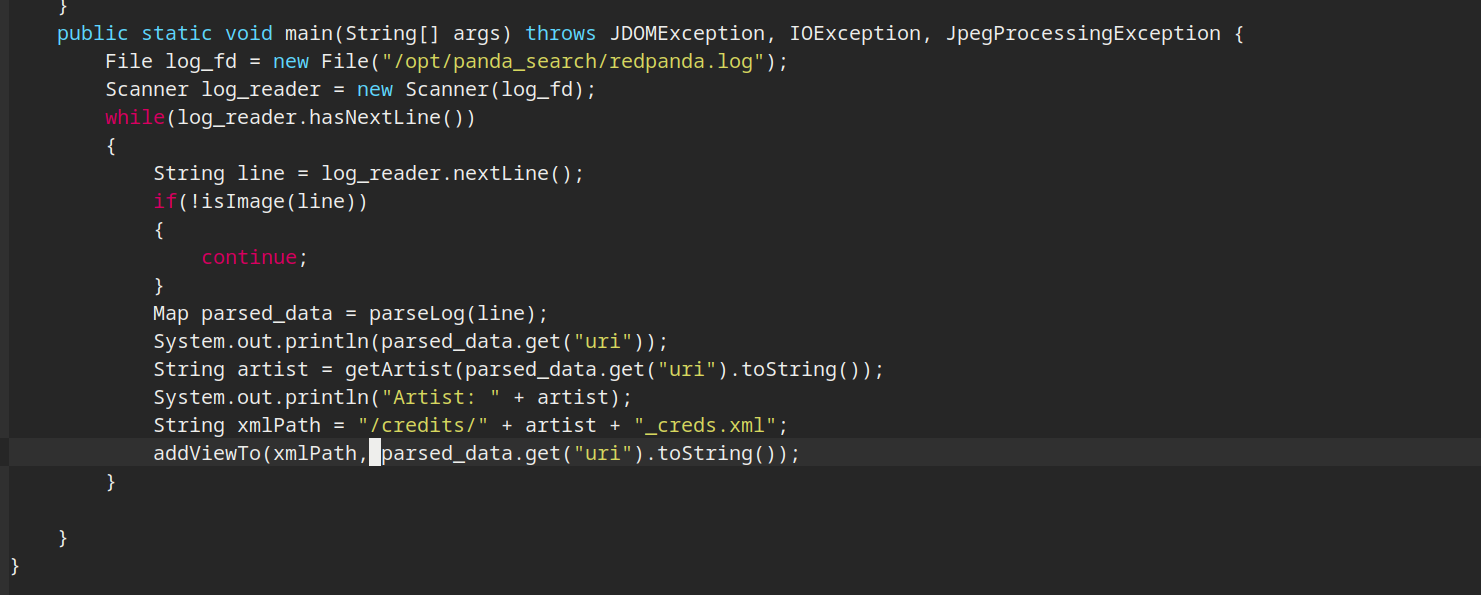 }
public static void main(String[] args) throws JDOMException, IOException, JpegProcessingException {
File log_fd = new File("/opt/panda_search/redpanda.log");
Scanner log_reader = new Scanner(log_fd);
while(log_reader.hasNextLine())
{
String line = log_reader.nextLine();
if(!isImage(line))
{
continue;
}
Map parsed_data = parseLog(line);
System.out.println(parsed_data.get("uri"));
String artist = getArtist(parsed_data.get("uri").toString());
System.out.println("Artist: " + artist);
String xmlPath = "/credits/" + artist + "_creds.xml";
addViewTo(xmlPath, parsed_data.get("uri").toString());
}
}
}